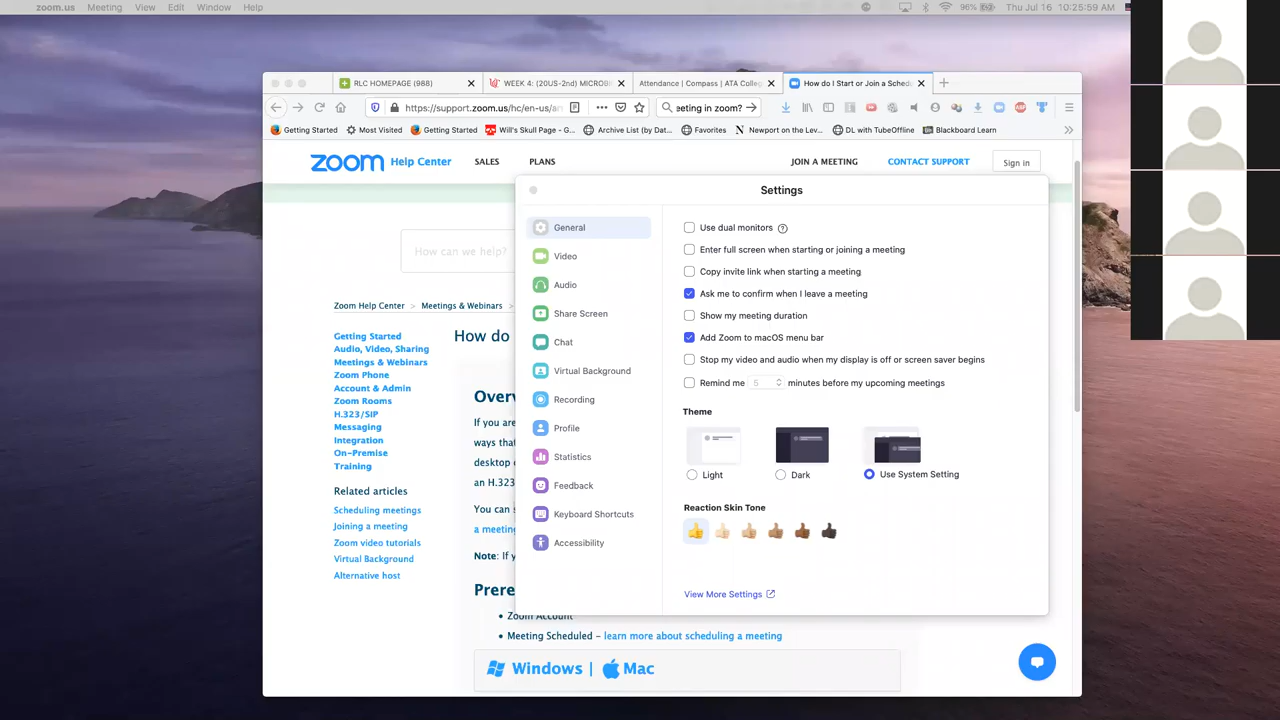 zoom.us Meeting View Edit Window Help
96% Thu Jul 16 10:25:59 AM
RLC HOMEPAGE (988)
WEEK 4: (20US-2nd) MICROBI
Attendance | Compass | ATA Colleg
How do I Start or Join a Schedu
https://support.zoom.us/hc/en-us/ar
eeting in zoom?
Getting Started
Most Visited
Getting Started
Will's Skull Page - G...
Archive List (by Dat...
Favorites
Newport on the Lev...
DL with TubeOffline
Blackboard Learn
zoom Help Center
SALES
PLANS
JOIN A MEETING
CONTACT SUPPORT
Sign in
How can we help?
Zoom Help Center > Meetings & Webinars >
Getting Started
Audio, Video, Sharing
Meetings & Webinars
Zoom Phone
Account & Admin
Zoom Rooms
H.323/SIP
Messaging
Integration
On-Premise
Training
Related articles
Scheduling meetings
Joining a meeting
Zoom video tutorials
Virtual Background
Alternative host
How do
Overv
If you are
ways that
desktop c
an H.323
You can s
a meeting
Note: If y
Prere
Zoom Account
Meeting Scheduled – learn more about scheduling a meeting
Windows | Mac
Settings
General
Video
Audio
Share Screen
Chat
Virtual Background
Recording
Profile
Statistics
Feedback
Keyboard Shortcuts
Accessibility
Use dual monitors ?
Enter full screen when starting or joining a meeting
Copy invite link when starting a meeting
Ask me to confirm when I leave a meeting
Show my meeting duration
Add Zoom to macOS menu bar
Stop my video and audio when my display is off or screen saver begins
Remind me 5 minutes before my upcoming meetings
Theme
Light
Dark
Use System Setting
Reaction Skin Tone
View More Settings